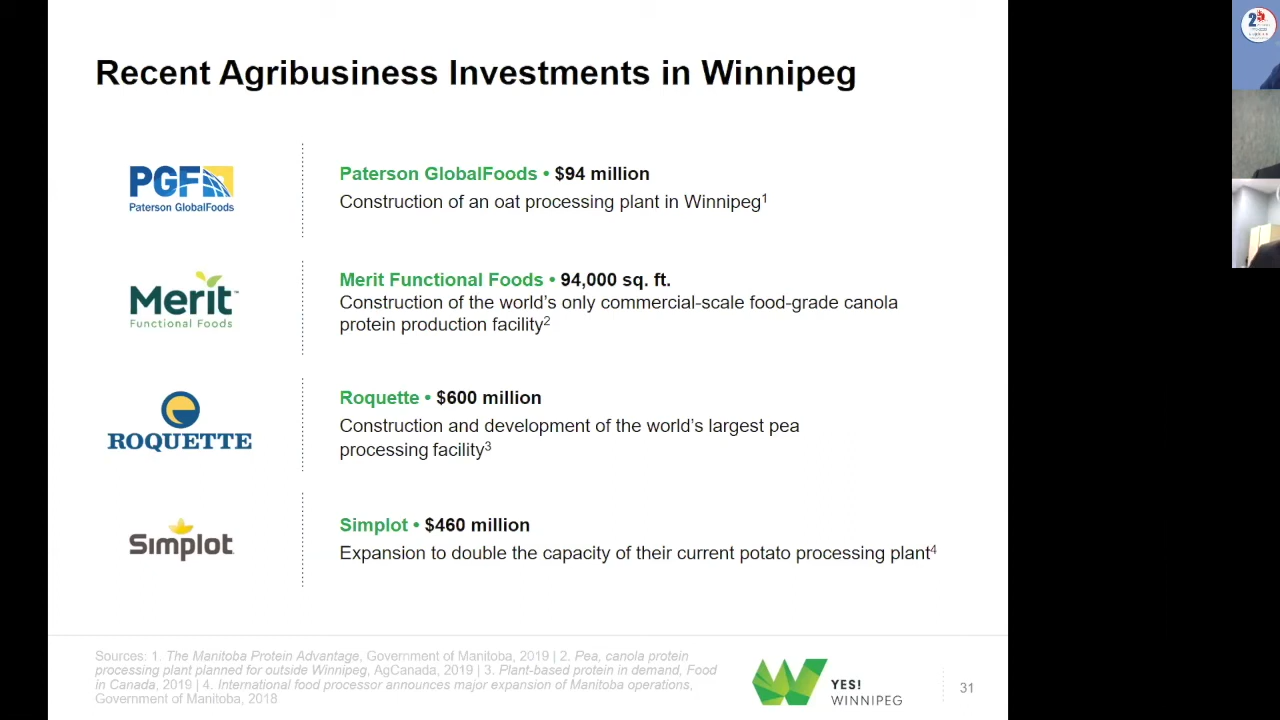 Recent Agribusiness Investments in Winnipeg
PGF
Paterson GlobalFoods
Paterson GlobalFoods • $94 million
Construction of an oat processing plant in Winnipeg1
Merit™
Functional Foods
Merit Functional Foods • 94,000 sq. ft.
Construction of the world's only commercial-scale food-grade canola
protein production facility2
ROQUETTE
Roquette • $600 million
Construction and development of the world's largest pea
processing facility3
Simplot
Simplot • $460 million
Expansion to double the capacity of their current potato processing plant4
Sources: 1. The Manitoba Protein Advantage, Government of Manitoba, 2019 | 2. Pea, canola protein
processing plant planned for outside Winnipeg, AgCanada, 2019 | 3. Plant-based protein in demand, Food
in Canada, 2019 | 4. International food processor announces major expansion of Manitoba operations,
Government of Manitoba, 2018
YES!
WINNIPEG
31